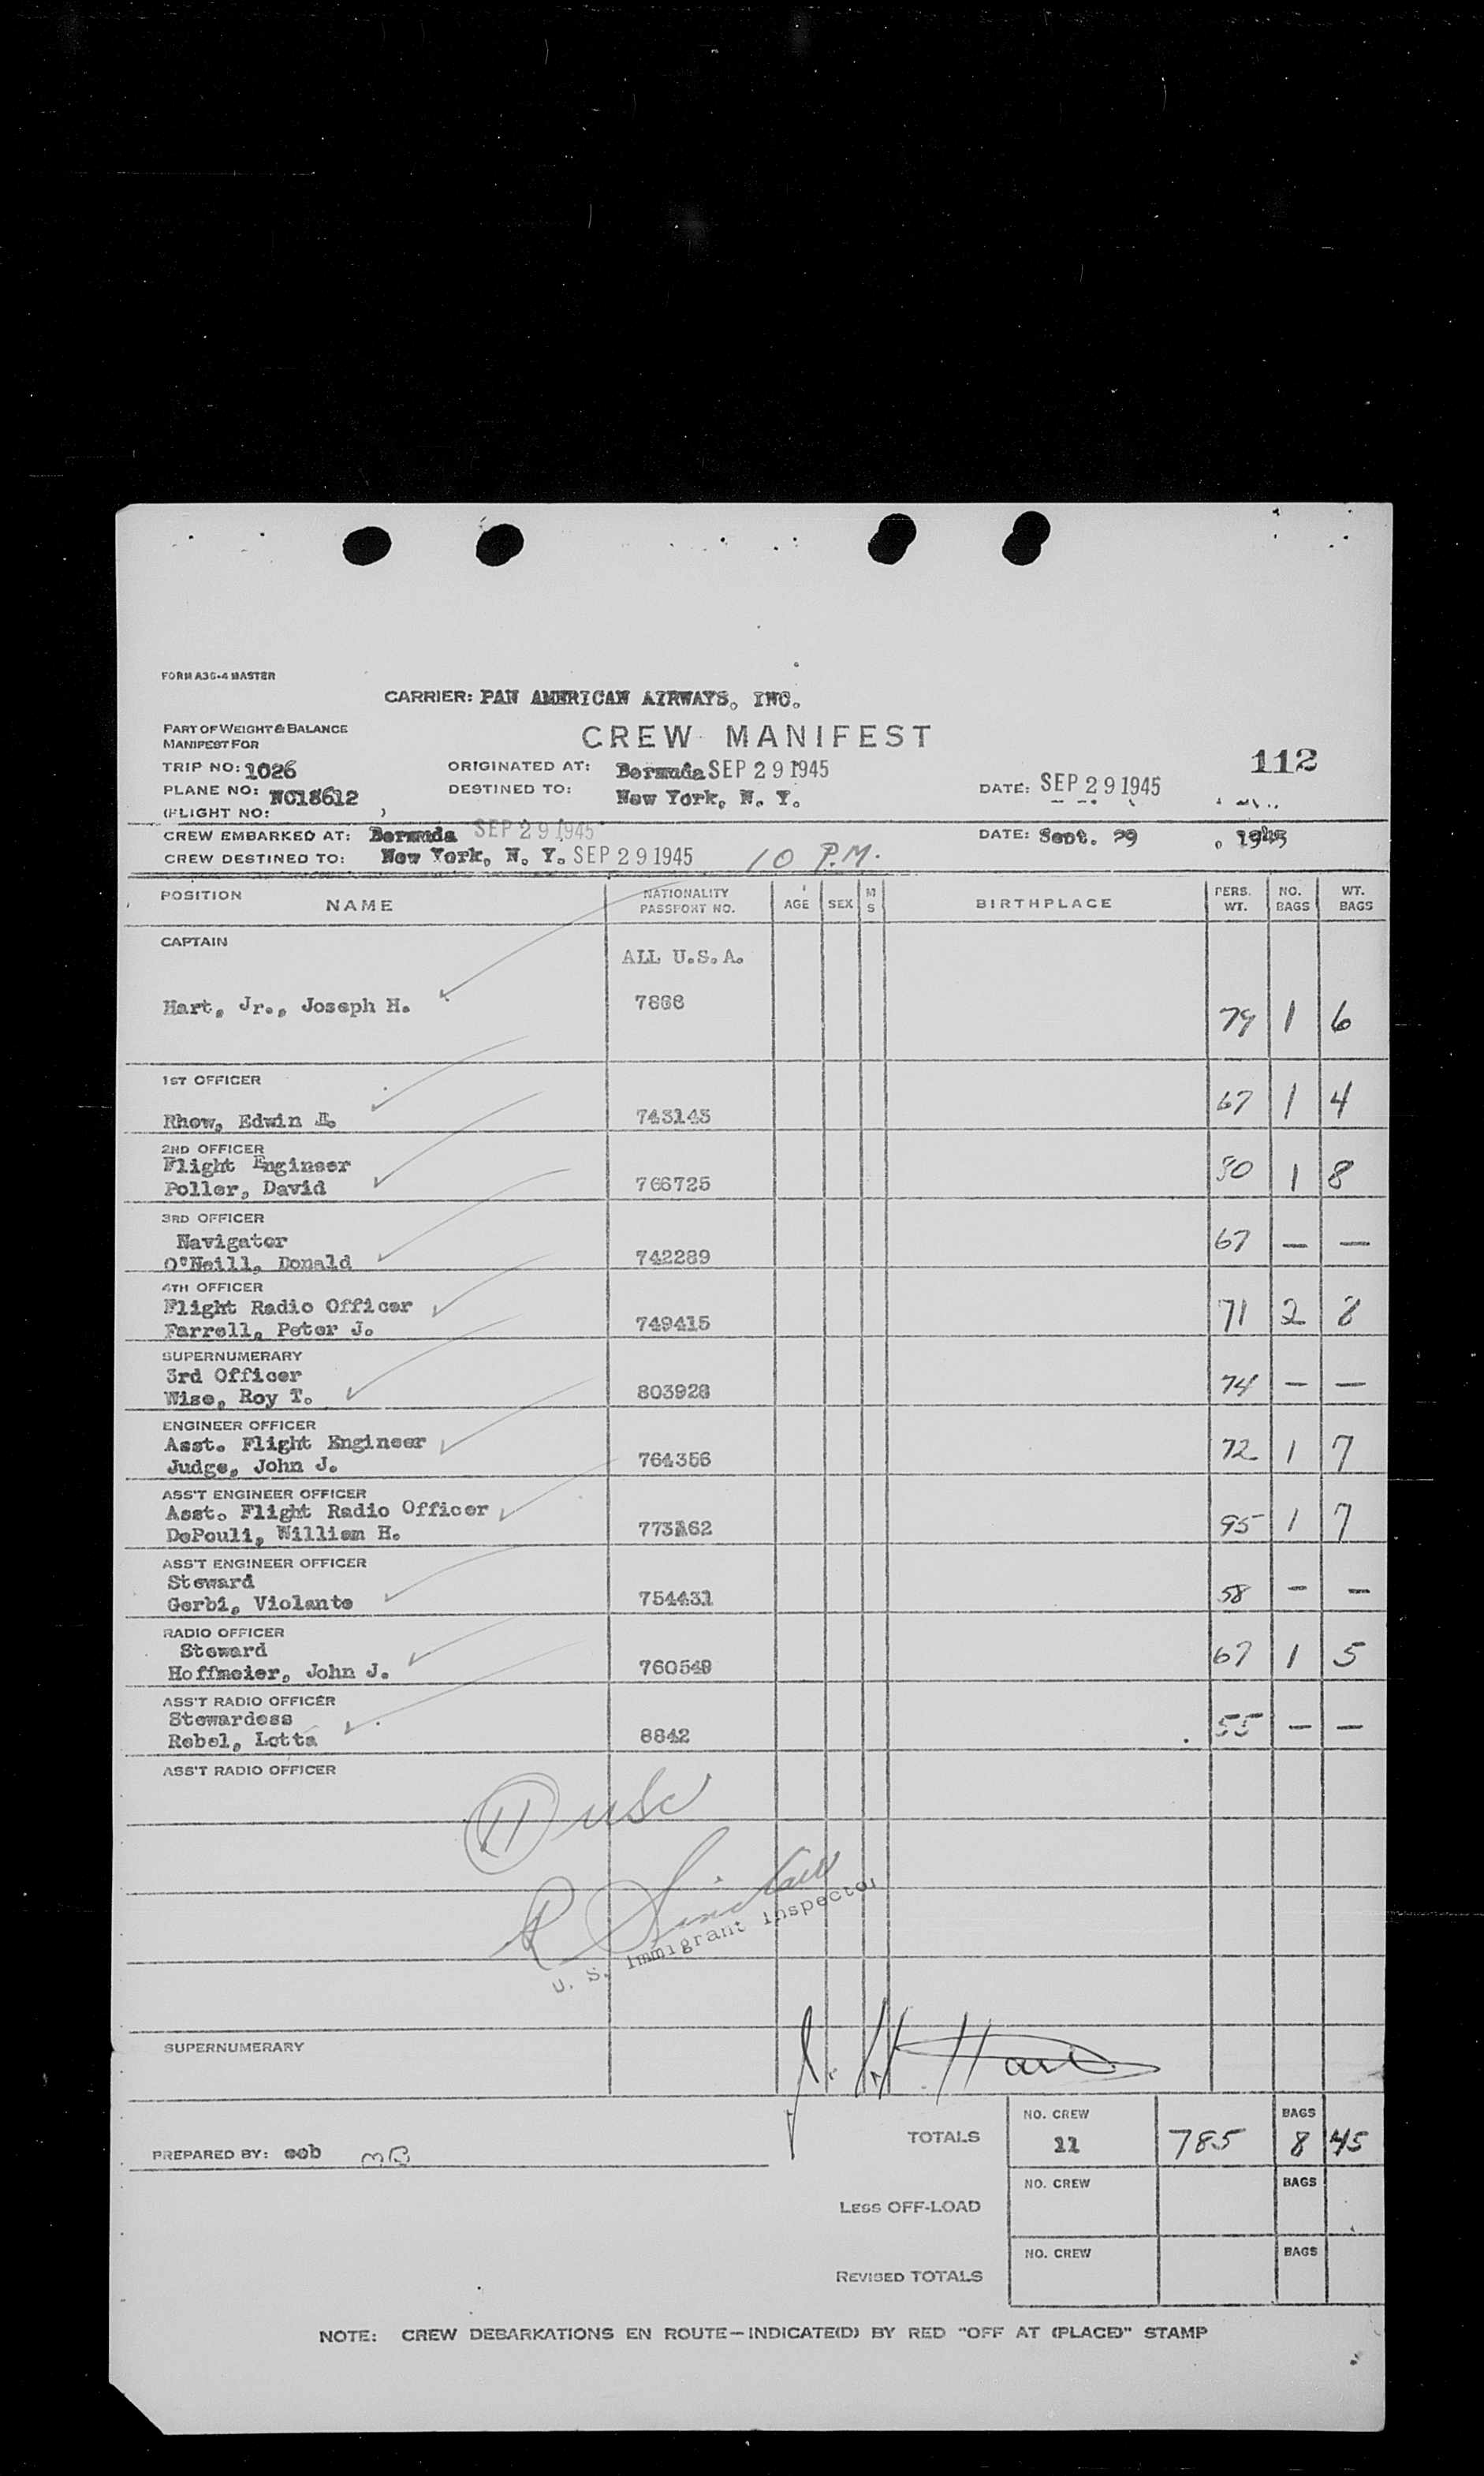 FORM A36-4 MASTER
CARRIER: PAN AMERICAN AIRWAYS, INC.
PART OF WEIGHT & BALANCE
MANIFEST FOR
CREW MANIFEST
112
TRIP NO: 1026
ORIGINATED AT: Bermuda SEP 29 1945
PLANE NO: NC18612
DESTINED TO: New York, N. Y.
DATE: SEP 29 1945
(FLIGHT NO: )
CREW EMBARKED AT: Bermuda SEP 29 1945
DATE: Sept. 29, 1945
CREW DESTINED TO: New York, N. Y. SEP 29 1945 10 P.M.
POSITION NAME NATIONALITY PASSPORT NO. AGE SEX M S BIRTHPLACE PERS. WT. NO. BAGS WT. BAGS
CAPTAIN
ALL U.S.A.
Hart, Jr., Joseph H. 7868 79 1 6
1ST OFFICER
Rhow, Edwin 743145 67 1 4
2ND OFFICER
Flight Engineer
Poller, David 766725 80 1 8
3RD OFFICER
Navigator
O'Neill, Donald 742289 67 — —
4TH OFFICER
Flight Radio Officer
Farrell, Peter J. 749415 71 2 8
SUPERNUMERARY
3rd Officer
Wise, Roy T. 803928 74 — —
ENGINEER OFFICER
Asst. Flight Engineer
Judge, John J. 764356 72 1 7
ASS'T ENGINEER OFFICER
Asst. Flight Radio Officer
DePouli, William H. 773162 95 1 7
ASS'T ENGINEER OFFICER
Steward
Gerbi, Violante 754431 58 — —
RADIO OFFICER
Steward
Hoffmeier, John J. 760549 67 1 5
ASS'T RADIO OFFICER
Stewardess
Rebel, Lotta 8842 55 — —
ASS'T RADIO OFFICER
11 USC
R Sinclair
U. S. Immigrant Inspector
SUPERNUMERARY
J. H. Hart
TOTALS NO. CREW 11 785 BAGS 8 45
PREPARED BY: eob MB
LESS OFF-LOAD NO. CREW BAGS
REVISED TOTALS NO. CREW BAGS
NOTE: CREW DEBARKATIONS EN ROUTE—INDICATE(D) BY RED "OFF AT (PLACE)" STAMP